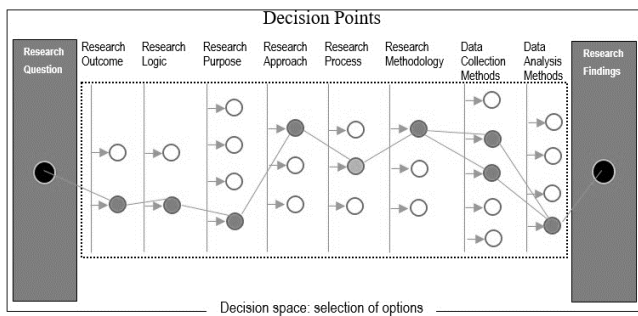 Decision Points
Research
Question
Research
Outcome
Research
Logic
Research
Purpose
Research
Approach
Research
Process
Research
Methodology
Data
Collection
Methods
Data
Analysis
Methods
Research
Findings
Decision space: selection of options